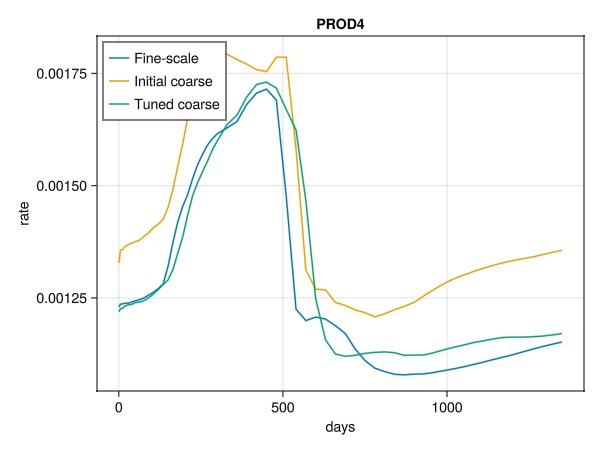 PROD4
Fine-scale
Initial coarse
Tuned coarse
0.00175
0.00150
0.00125
rate
0
500
1000
days